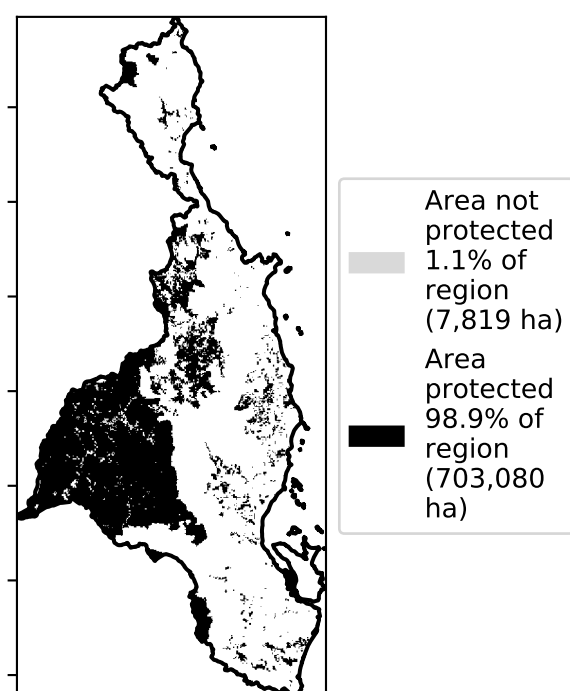 Area not
protected
1.1% of
region
(7,819 ha)
Area
protected
98.9% of
region
(703,080
ha)